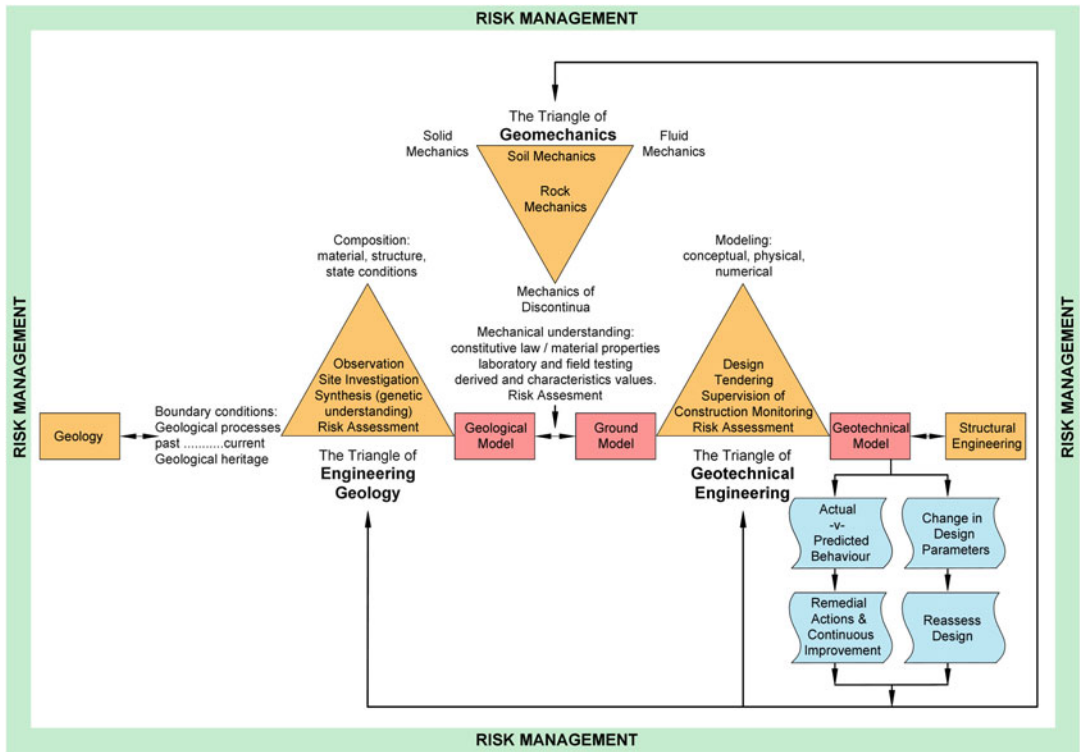 RISK MANAGEMENT
RISK MANAGEMENT
RISK MANAGEMENT
The Triangle of
Geomechanics
Solid
Mechanics
Fluid
Mechanics
Soil Mechanics
Rock
Mechanics
Mechanics of
Discontinua
Composition:
material, structure,
state conditions
Modeling:
conceptual, physical,
numerical
Mechanical understanding:
constitutive law / material properties
laboratory and field testing
derived and characteristics values.
Risk Assesment
Geology
Boundary conditions:
Geological processes
past ...........current
Geological heritage
Observation
Site Investigation
Synthesis (genetic
understanding)
Risk Assessment
The Triangle of
Engineering
Geology
Geological
Model
Ground
Model
Design
Tendering
Supervision of
Construction Monitoring
Risk Assessment
The Triangle of
Geotechnical
Engineering
Geotechnical
Model
Structural
Engineering
Actual
-v-
Predicted
Behaviour
Change in
Design
Parameters
Remedial
Actions &
Continuous
Improvement
Reassess
Design
RISK MANAGEMENT